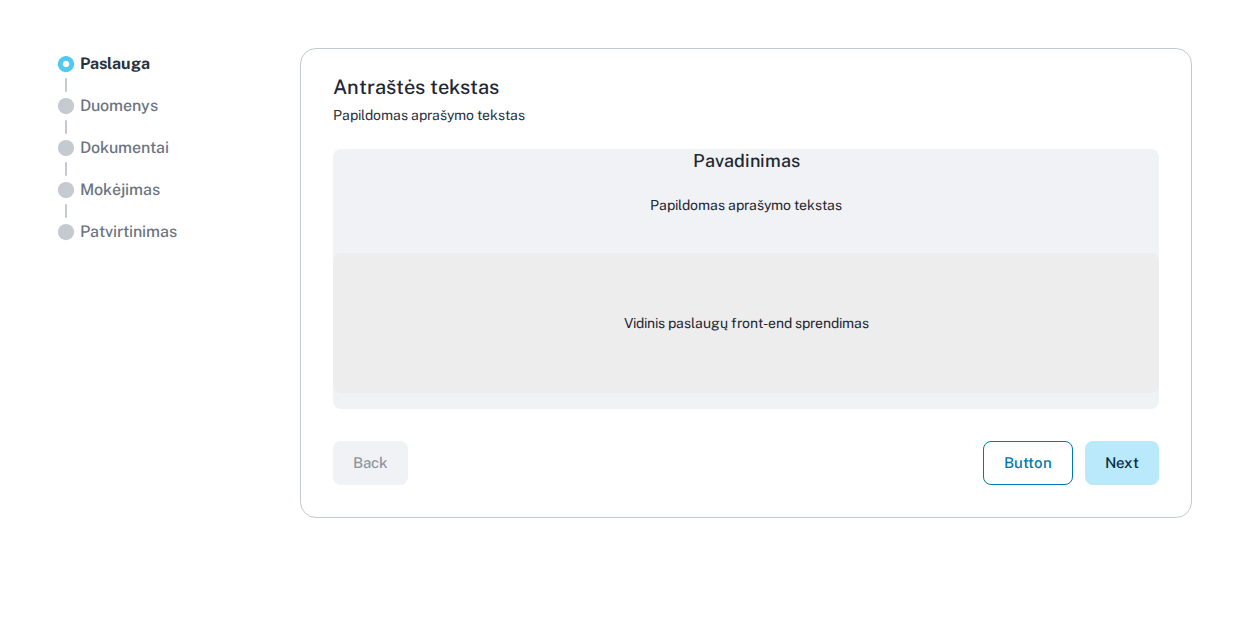 Paslauga
Duomenys
Dokumentai
Mokėjimas
Patvirtinimas
Antraštės tekstas
Papildomas aprašymo tekstas
Pavadinimas
Papildomas aprašymo tekstas
Vidinis paslaugų front-end sprendimas
Back
Button
Next